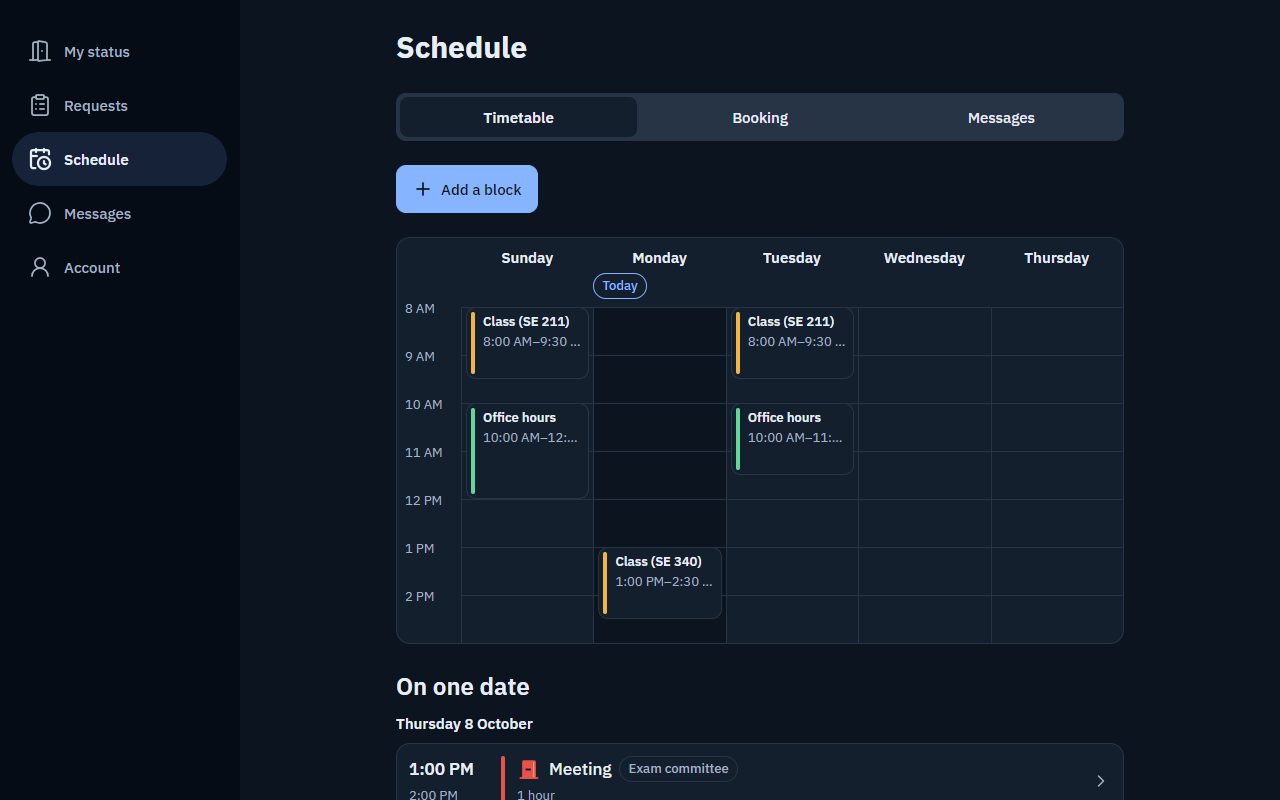 My status
Requests
Schedule
Messages
Account
Schedule
Timetable Booking Messages
Add a block
Sunday Monday Tuesday Wednesday Thursday
Today
8 AM
9 AM
10 AM
11 AM
12 PM
1 PM
2 PM
Class (SE 211)
8:00 AM–9:30 ...
Office hours
10:00 AM–12:...
Class (SE 340)
1:00 PM–2:30 ...
Class (SE 211)
8:00 AM–9:30 ...
Office hours
10:00 AM–11:...
On one date
Thursday 8 October
1:00 PM Meeting Exam committee
2:00 PM 1 hour